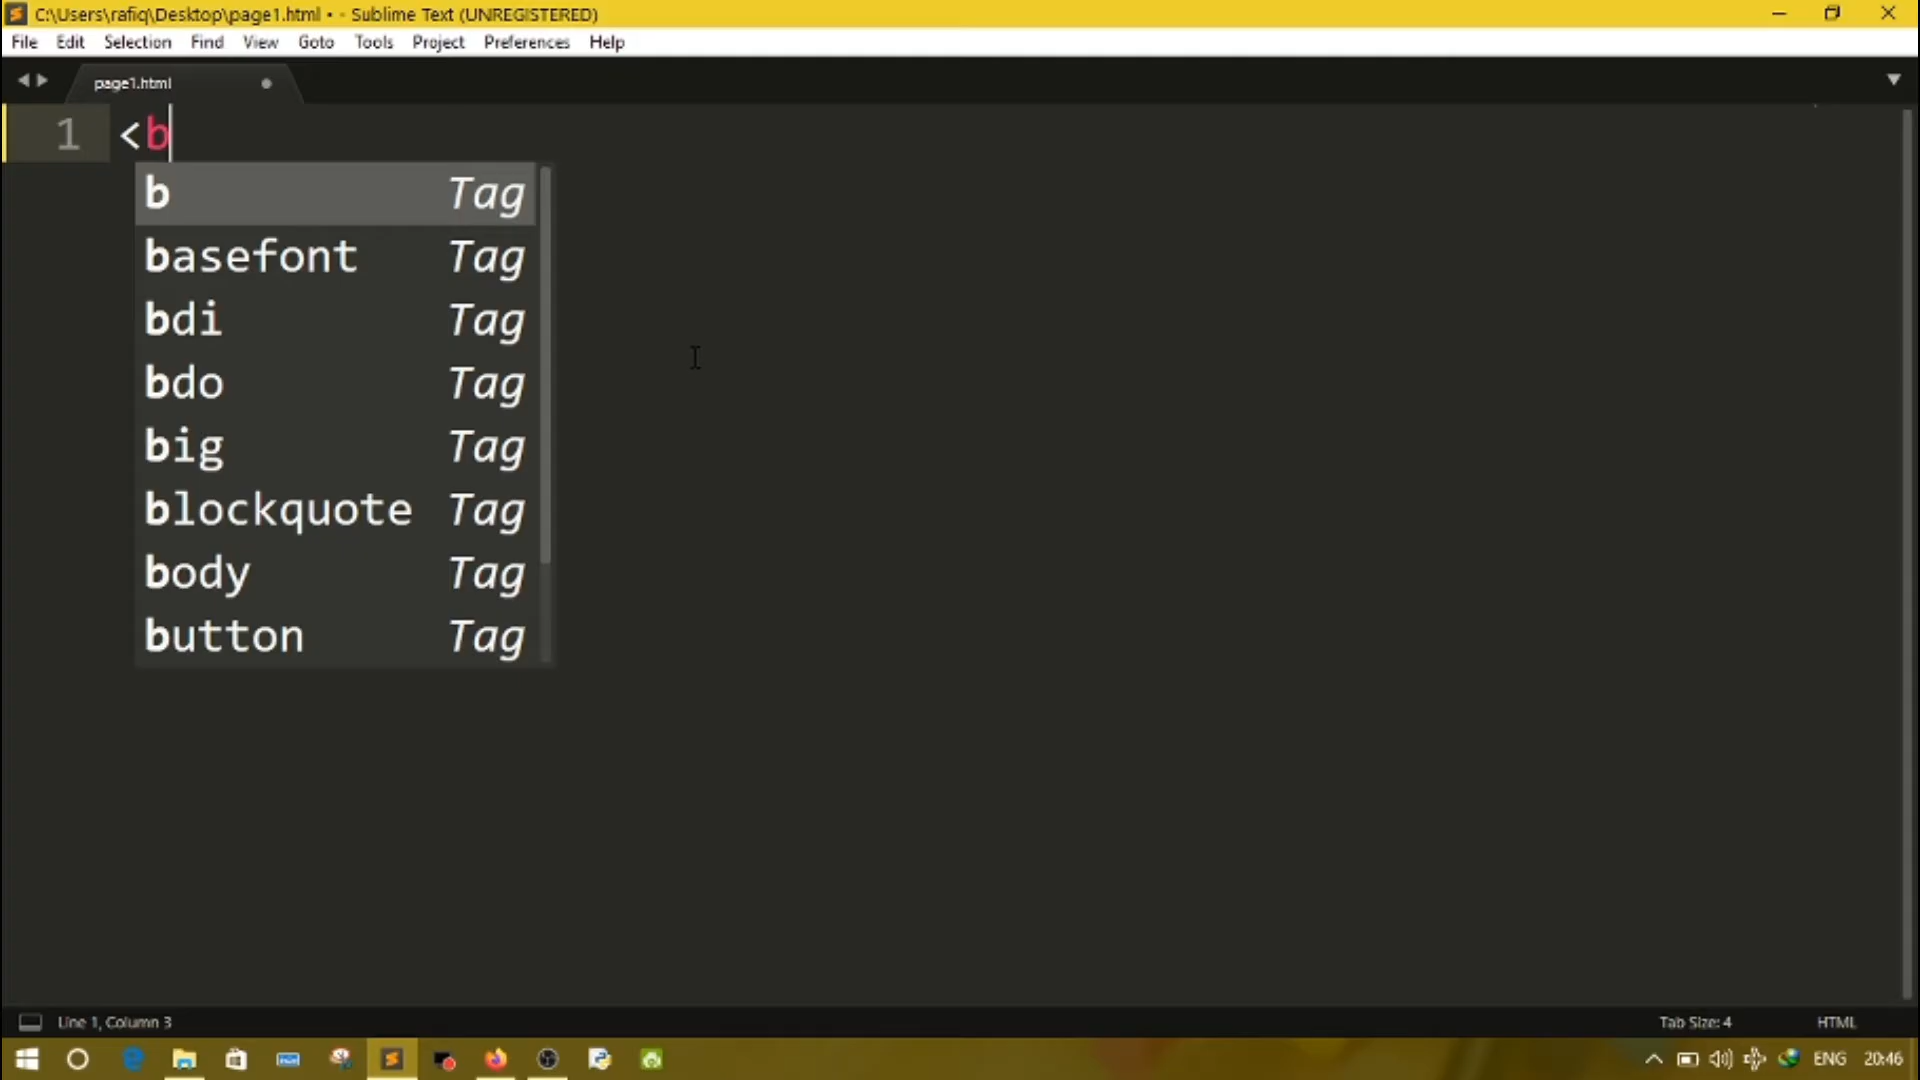 C:\Users\rafiq\Desktop\page1.html • - Sublime Text (UNREGISTERED)
File Edit Selection Find View Goto Tools Project Preferences Help
page1.html
1 <b
b Tag
basefont Tag
bdi Tag
bdo Tag
big Tag
blockquote Tag
body Tag
button Tag
Line 1, Column 3 Tab Size: 4 HTML
ENG 20:46